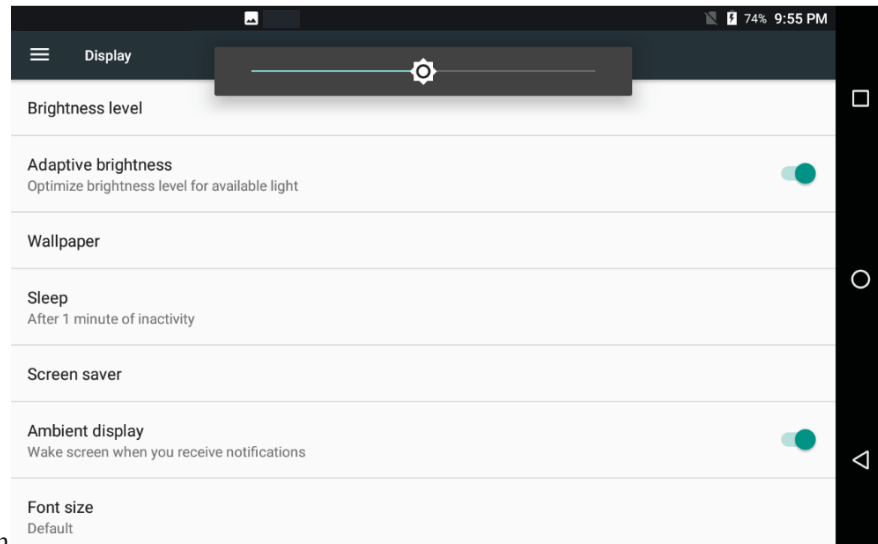 74% 9:55 PM
Display
Brightness level
Adaptive brightness
Optimize brightness level for available light
Wallpaper
Sleep
After 1 minute of inactivity
Screen saver
Ambient display
Wake screen when you receive notifications
Font size
Default